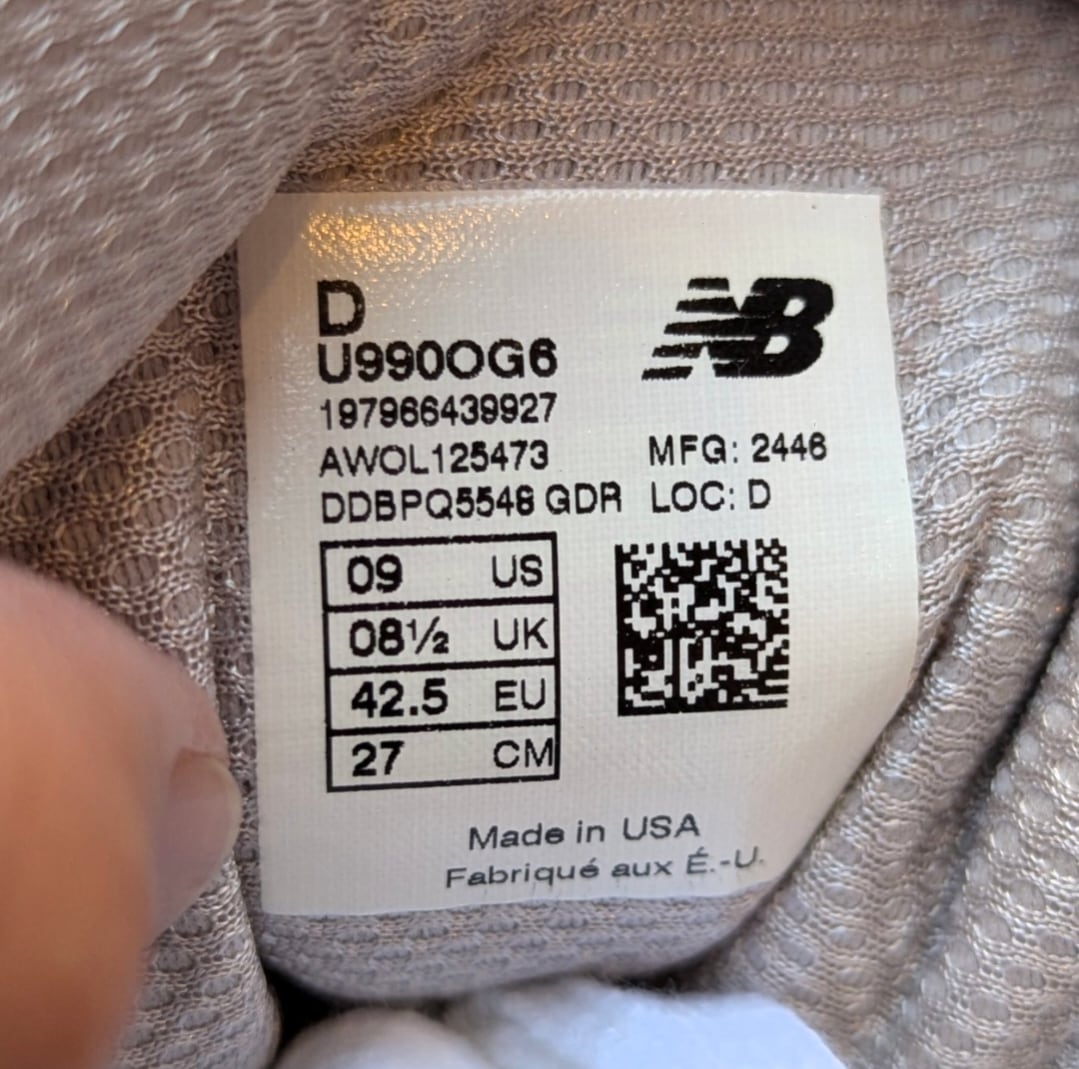 D
NB
U990OG6
197966439927
AWOL125473 MFG: 2446
DDBPQ5548 GDR LOC: D
09 US
08½ UK
42.5 EU
27 CM
Made in USA
Fabriqué aux É.-U.